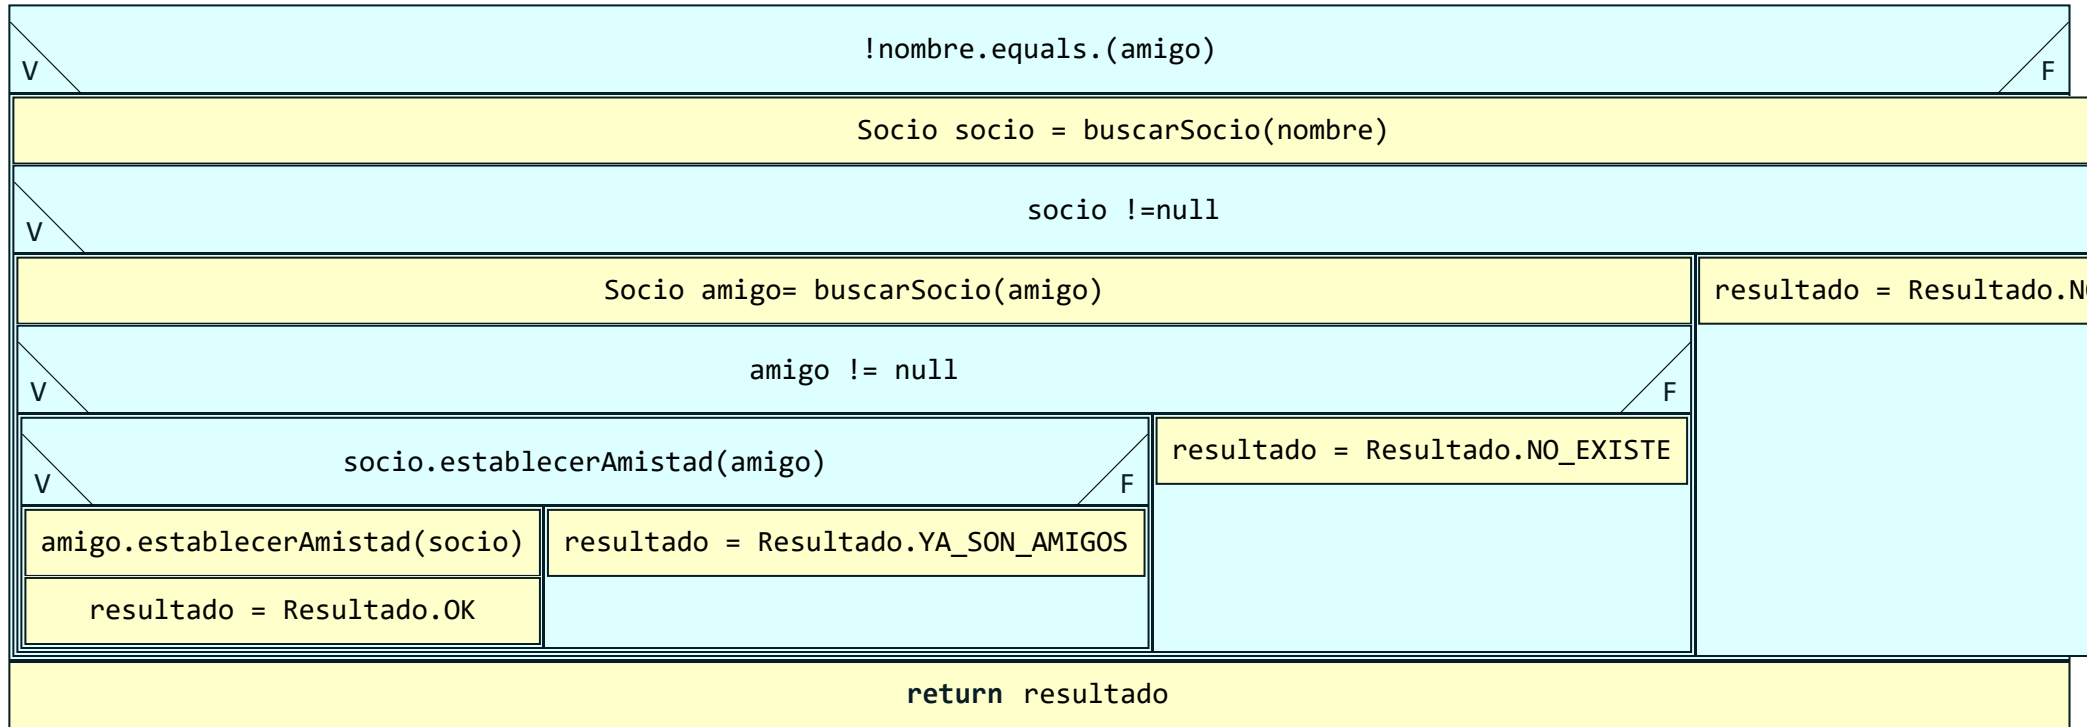 !nombre.equals.(amigo)
V
F
Socio socio = buscarSocio(nombre)
socio !=null
V
Socio amigo= buscarSocio(amigo)
resultado = Resultado.N
amigo != null
V
F
socio.establecerAmistad(amigo)
V
F
resultado = Resultado.NO_EXISTE
amigo.establecerAmistad(socio)
resultado = Resultado.YA_SON_AMIGOS
resultado = Resultado.OK
return resultado